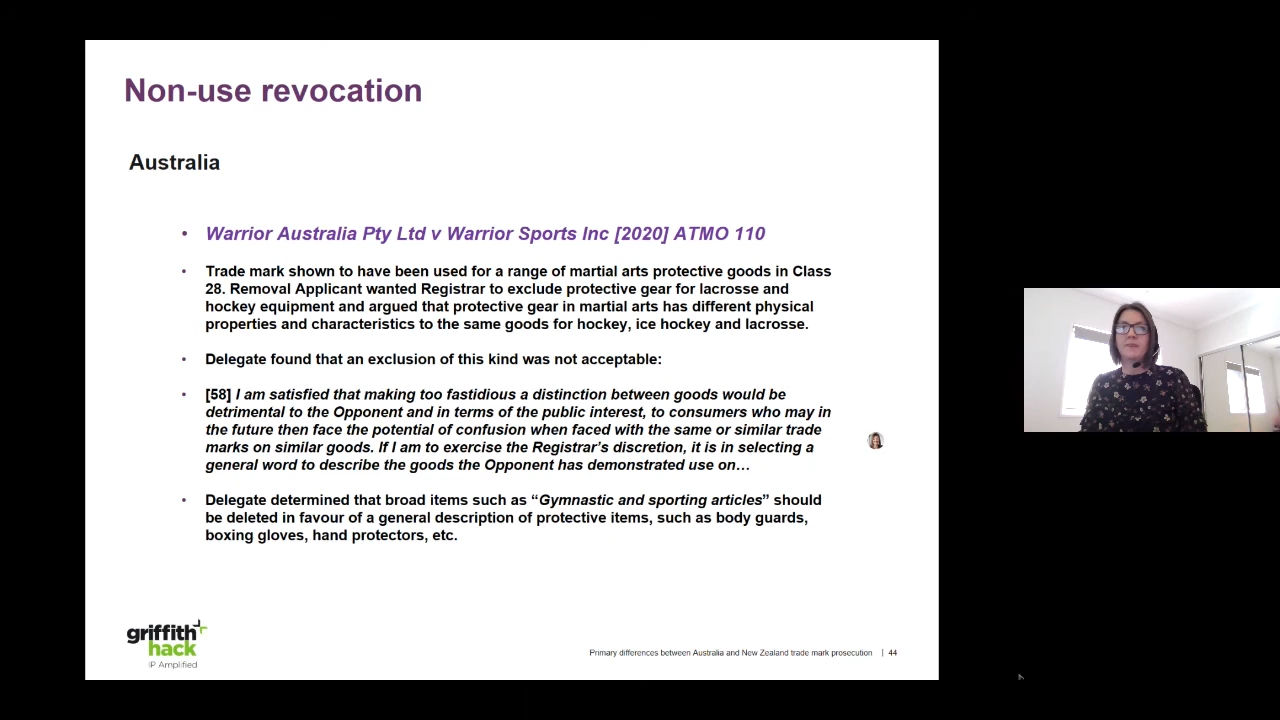 Non-use revocation
Australia
• Warrior Australia Pty Ltd v Warrior Sports Inc [2020] ATMO 110
• Trade mark shown to have been used for a range of martial arts protective goods in Class
28. Removal Applicant wanted Registrar to exclude protective gear for lacrosse and
hockey equipment and argued that protective gear in martial arts has different physical
properties and characteristics to the same goods for hockey, ice hockey and lacrosse.
• Delegate found that an exclusion of this kind was not acceptable:
• [58] I am satisfied that making too fastidious a distinction between goods would be
detrimental to the Opponent and in terms of the public interest, to consumers who may in
the future then face the potential of confusion when faced with the same or similar trade
marks on similar goods. If I am to exercise the Registrar's discretion, it is in selecting a
general word to describe the goods the Opponent has demonstrated use on…
• Delegate determined that broad items such as “Gymnastic and sporting articles” should
be deleted in favour of a general description of protective items, such as body guards,
boxing gloves, hand protectors, etc.
griffith
hack
IP Amplified
Primary differences between Australia and New Zealand trade mark prosecution | 44